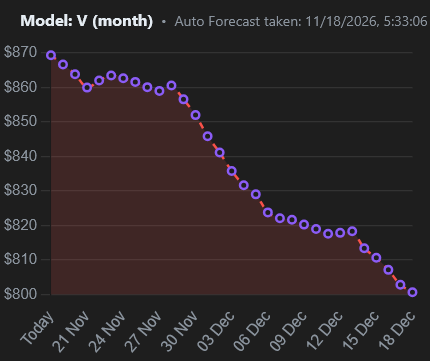 Model: V (month) • Auto Forecast taken: 11/18/2026, 5:33:06
$870
$860
$850
$840
$830
$820
$810
$800
Today
21 Nov
24 Nov
27 Nov
30 Nov
03 Dec
06 Dec
09 Dec
12 Dec
15 Dec
18 Dec